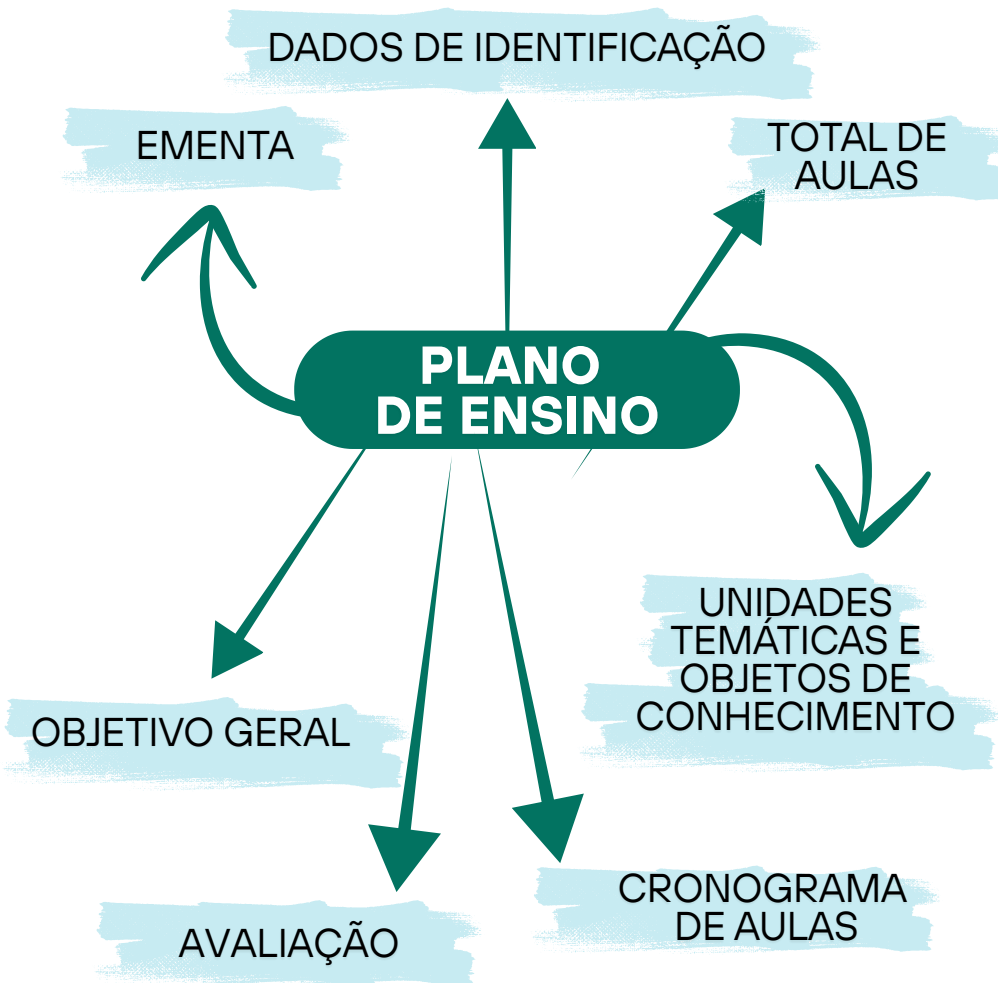 DADOS DE IDENTIFICAÇÃO
EMENTA
TOTAL DE
AULAS
PLANO
DE ENSINO
UNIDADES
TEMÁTICAS E
OBJETOS DE
CONHECIMENTO
OBJETIVO GERAL
CRONOGRAMA
DE AULAS
AVALIAÇÃO